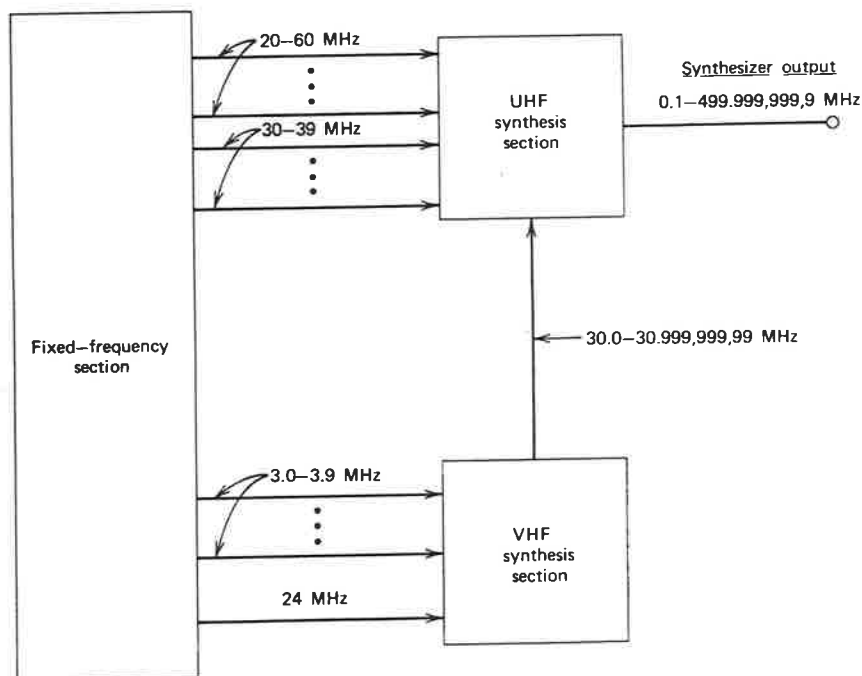 20–60 MHz
30–39 MHz
UHF
synthesis
section
Synthesizer output
0.1–499.999,999,9 MHz
Fixed–frequency
section
30.0–30.999,999,99 MHz
3.0–3.9 MHz
24 MHz
VHF
synthesis
section